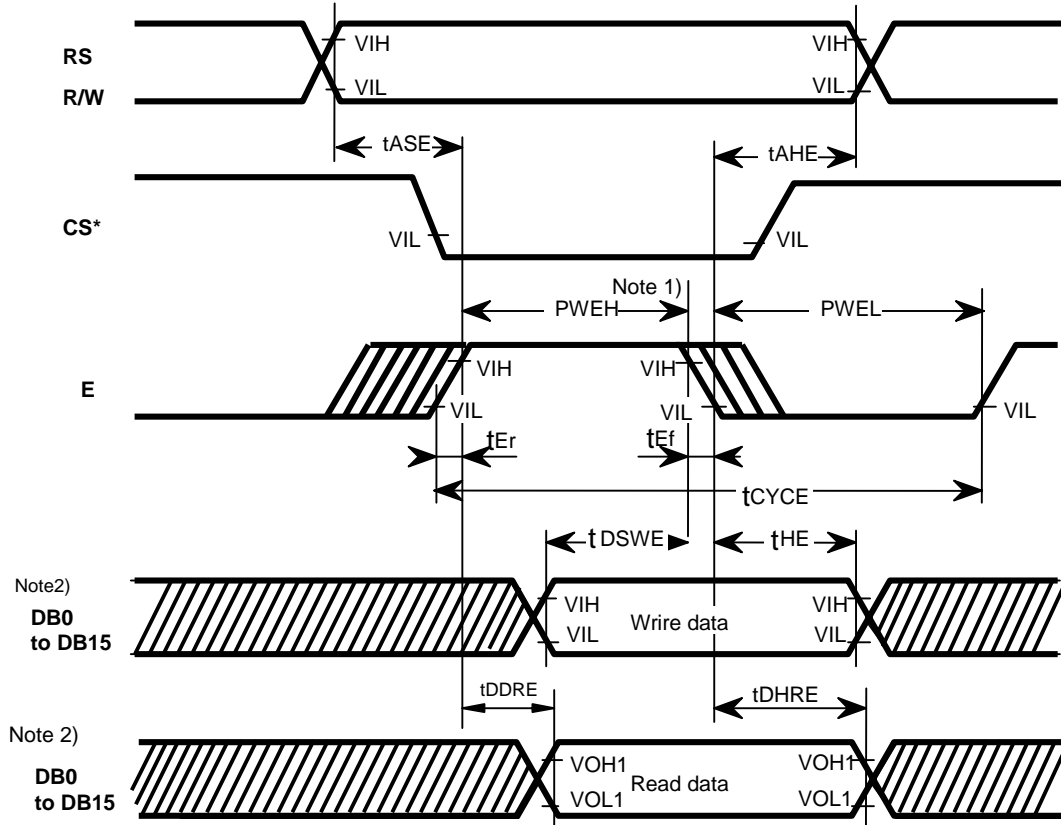 RS
R/W
VIH
VIL
VIH
VIL
tASE
tAHE
CS*
VIL
VIL
Note 1)
PWEH
PWEL
E
VIH
VIL
VIH
VIL
VIL
tEr
tEf
tCYCE
tDSWE
tHE
Note2)
DB0
to DB15
VIH
VIL
Wrire data
VIH
VIL
tDDRE
tDHRE
Note 2)
DB0
to DB15
VOH1
VOL1
Read data
VOH1
VOL1